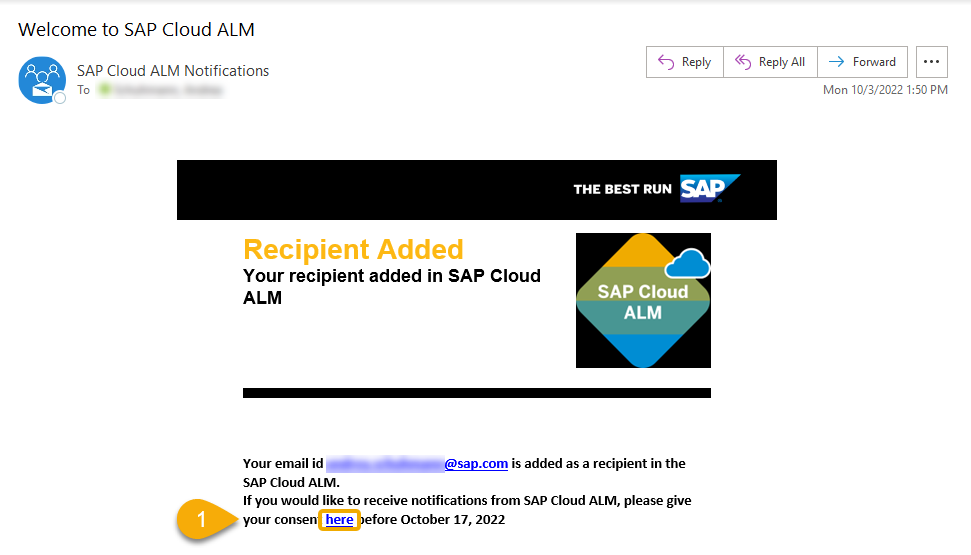 Welcome to SAP Cloud ALM
SAP Cloud ALM Notifications
Reply
Reply All
Forward
To
Mon 10/3/2022 1:50 PM
THE BEST RUN SAP
Recipient Added
Your recipient added in SAP Cloud
ALM
SAP Cloud
ALM
Your email id @sap.com is added as a recipient in the
SAP Cloud ALM.
If you would like to receive notifications from SAP Cloud ALM, please give
1
your consent here before October 17, 2022